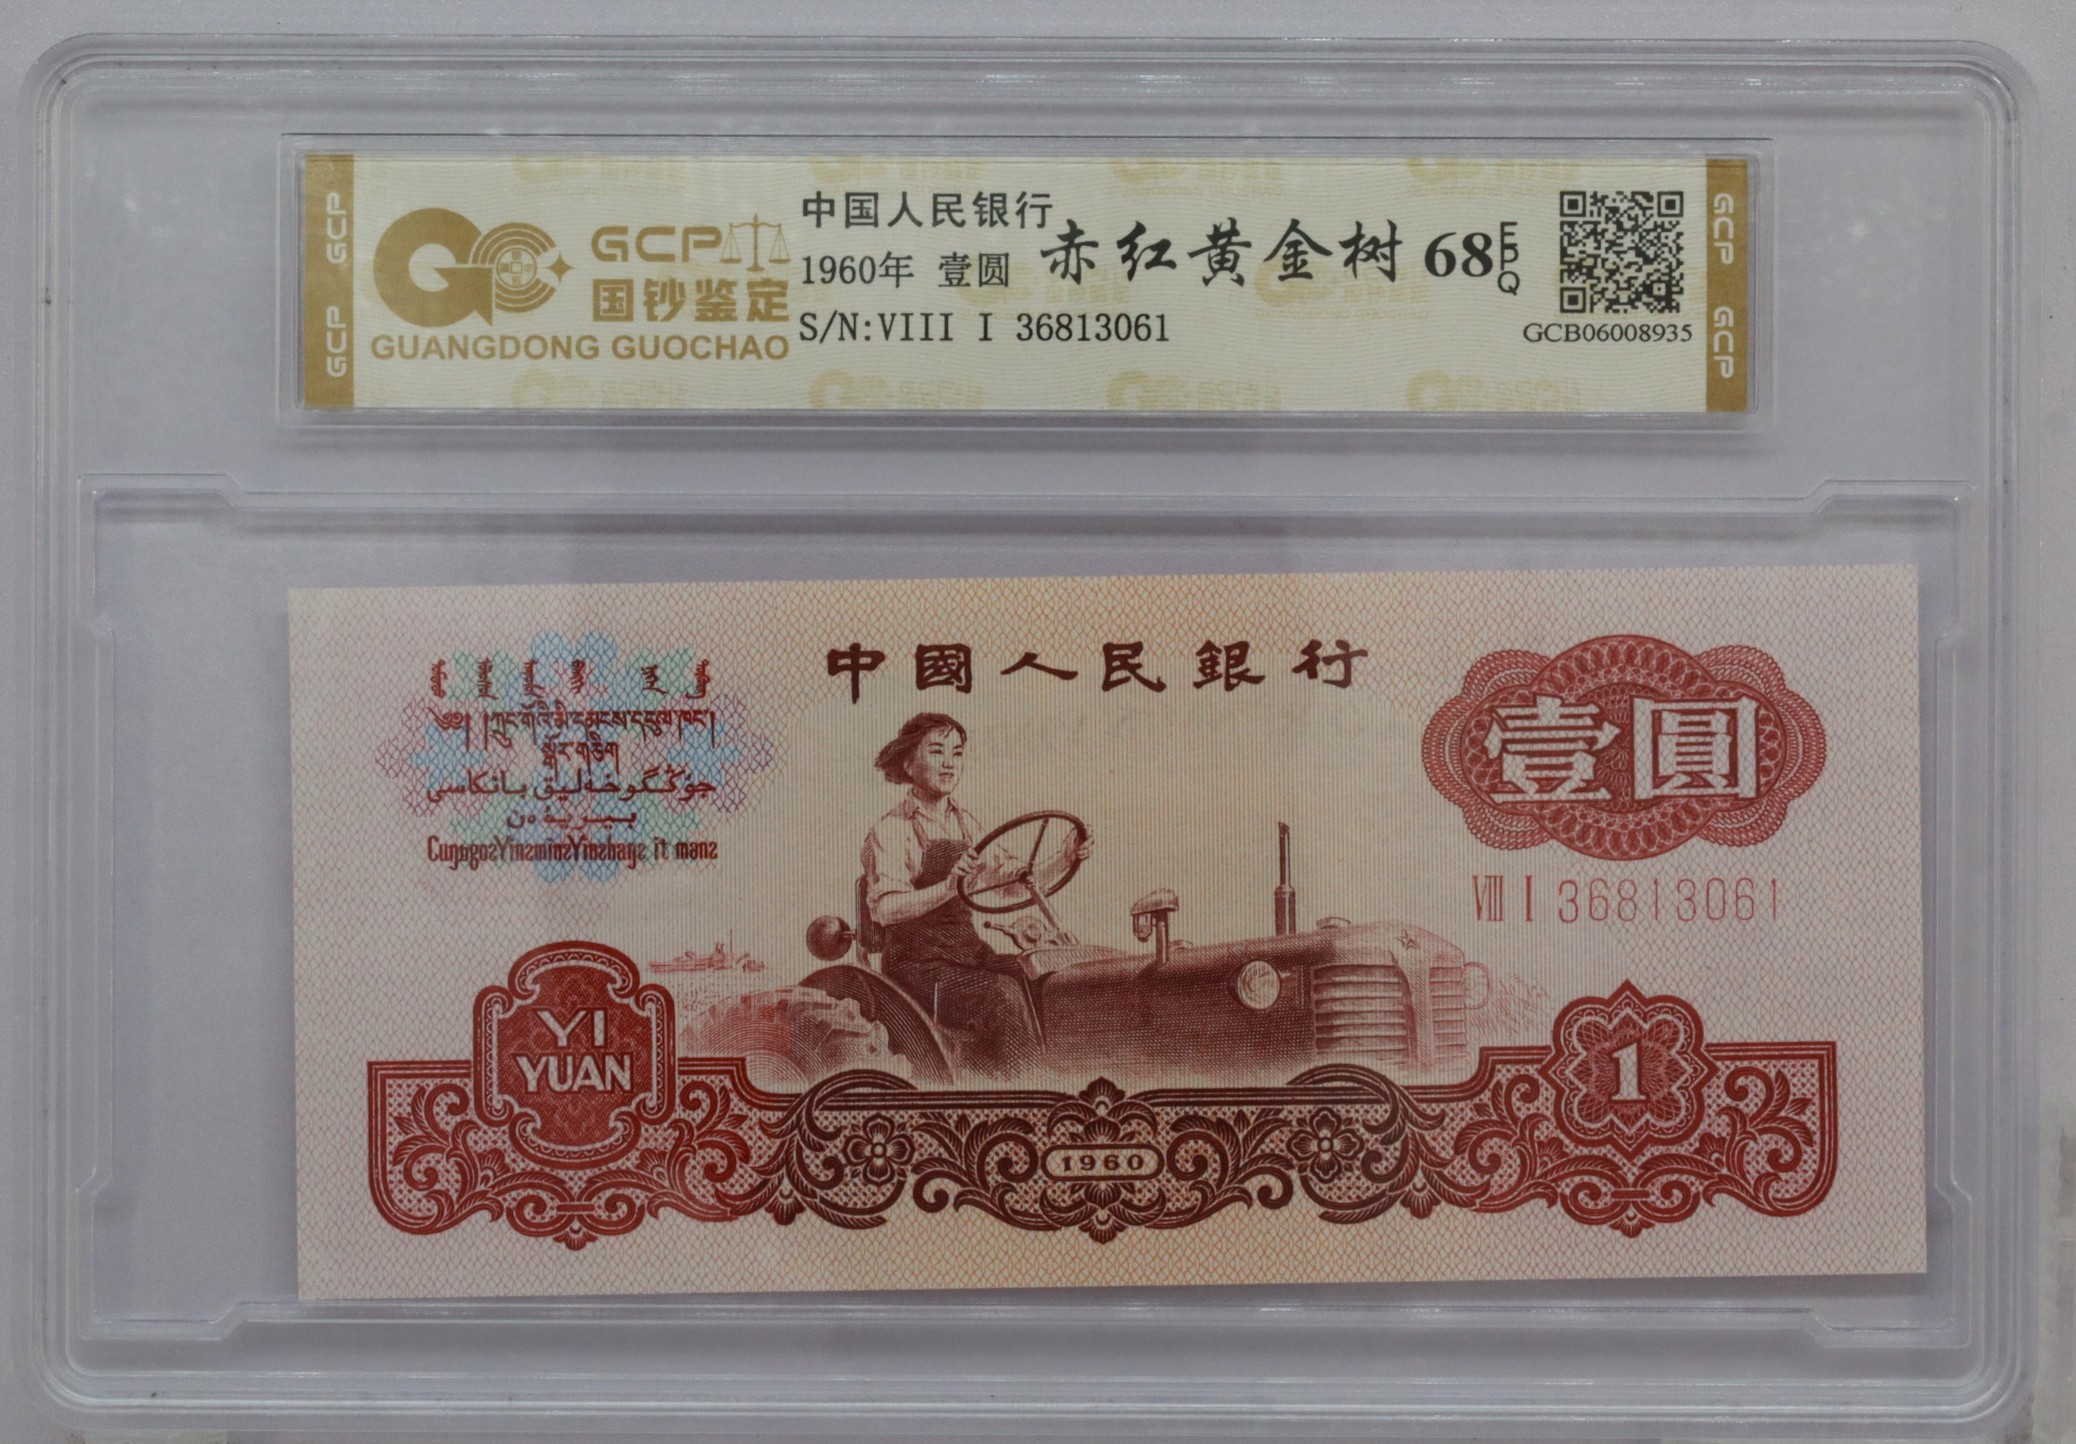 GCP GCP
GCP
国钞鉴定
GUANGDONG GUOCHAO
中国人民银行
1960年 壹圆
S/N:VIII I 36813061
赤红黄金树 68 EPQ
GCB06008935
GCP GCP
中國人民銀行
壹圓
VIII I 36813061
YI
YUAN
1960
1